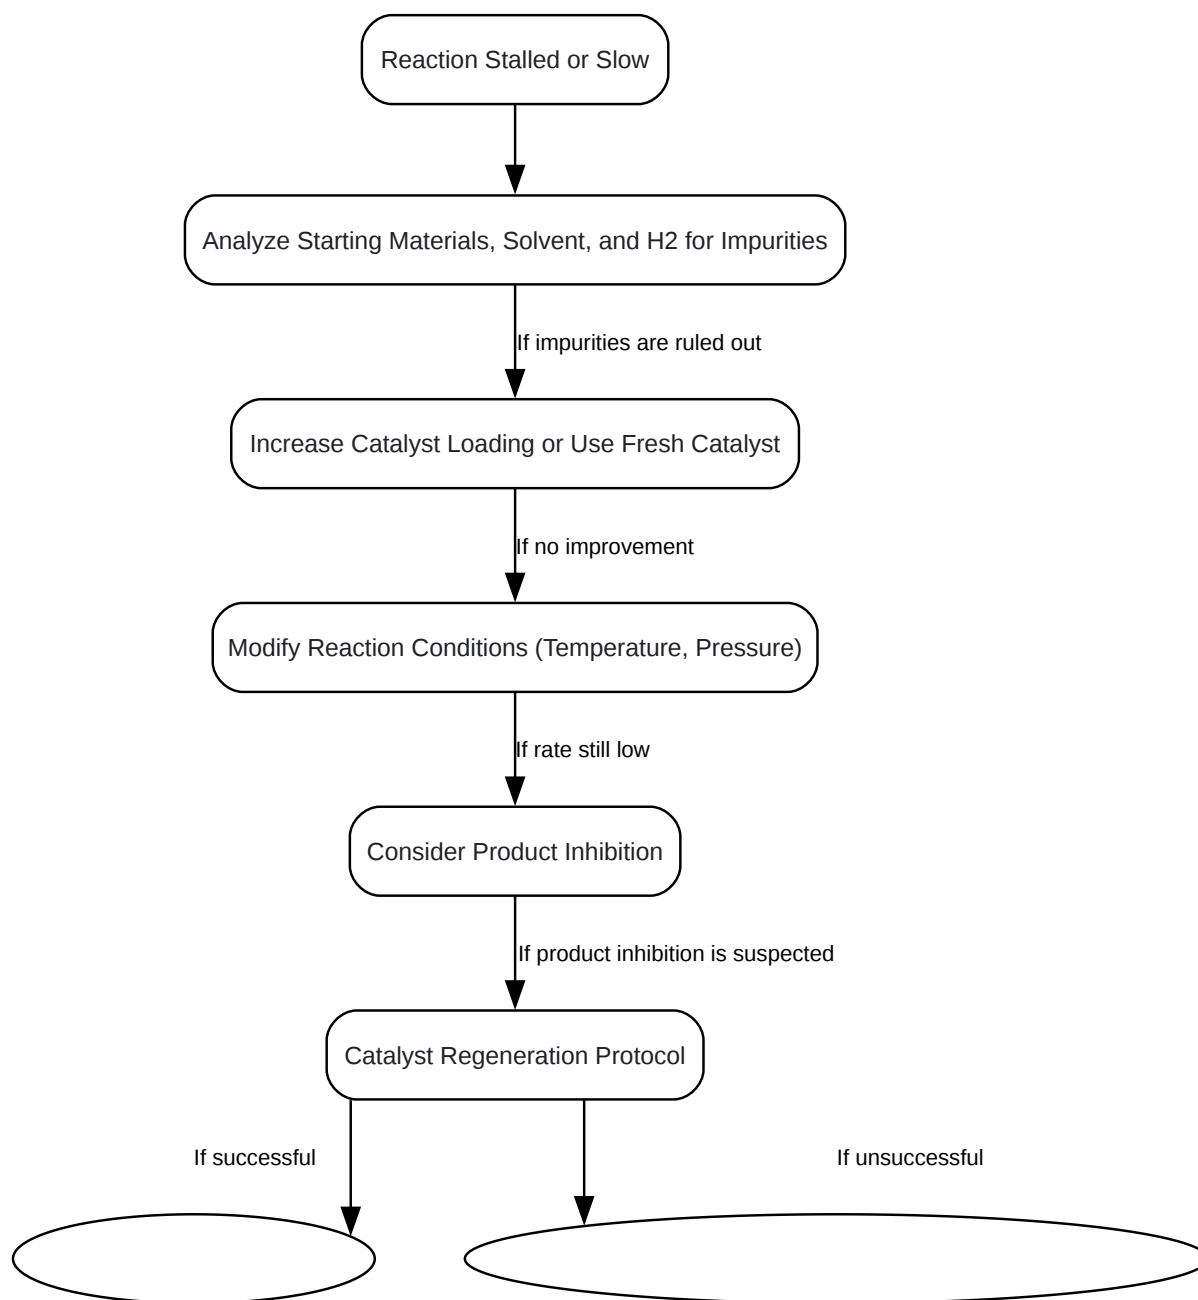 Reaction Stalled or Slow
Analyze Starting Materials, Solvent, and H2 for Impurities
If impurities are ruled out
Increase Catalyst Loading or Use Fresh Catalyst
If no improvement
Modify Reaction Conditions (Temperature, Pressure)
If rate still low
Consider Product Inhibition
If product inhibition is suspected
Catalyst Regeneration Protocol
If successful
If unsuccessful